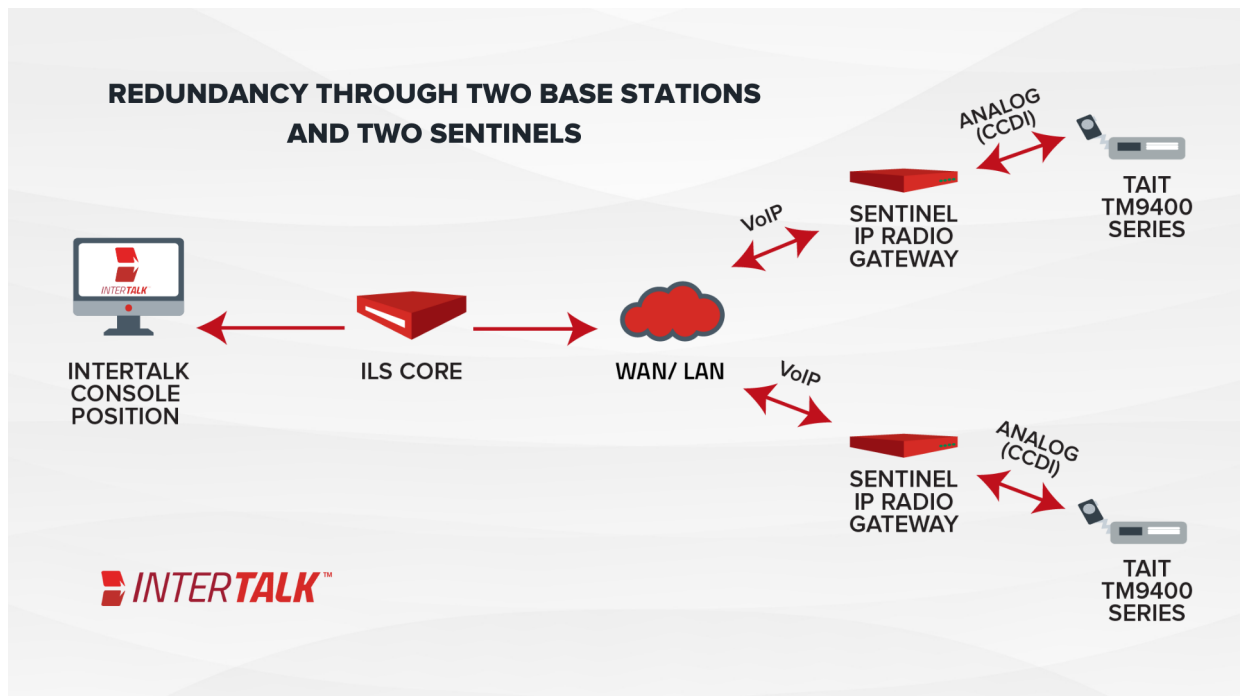 REDUNDANCY THROUGH TWO BASE STATIONS
AND TWO SENTINELS
INTERTALK
INTERTALK
CONSOLE
POSITION
ILS CORE
WAN/ LAN
VoIP
SENTINEL
IP RADIO
GATEWAY
ANALOG
(CCDI)
TAIT
TM9400
SERIES
VoIP
SENTINEL
IP RADIO
GATEWAY
ANALOG
(CCDI)
TAIT
TM9400
SERIES
INTERTALK™